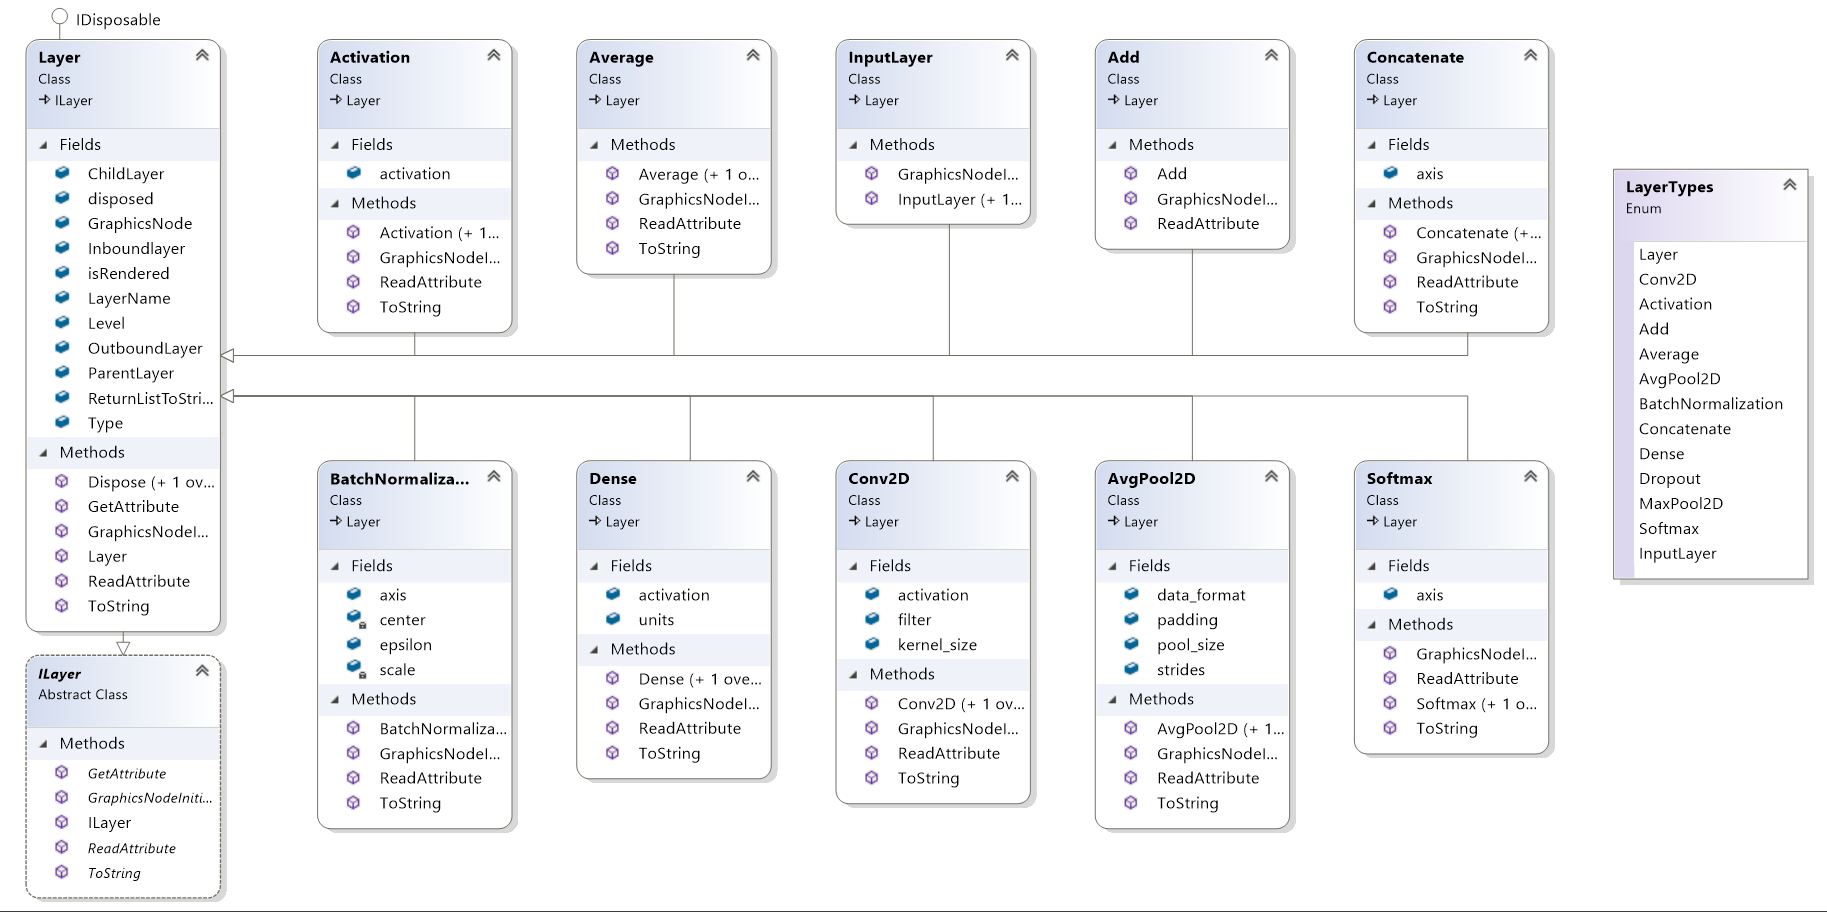 IDisposable
Layer
Class
ILayer
Fields
ChildLayer
disposed
GraphicsNode
Inboundlayer
isRendered
LayerName
Level
OutboundLayer
ParentLayer
ReturnListToStri...
Type
Methods
Dispose (+ 1 ov...
GetAttribute
GraphicsNodeI...
Layer
ReadAttribute
ToString
ILayer
Abstract Class
Methods
GetAttribute
GraphicsNodeIniti...
ILayer
ReadAttribute
ToString
Activation
Class
Layer
Fields
activation
Methods
Activation (+ 1...
GraphicsNodeI...
ReadAttribute
ToString
Average
Class
Layer
Methods
Average (+ 1 o...
GraphicsNodeI...
ReadAttribute
ToString
InputLayer
Class
Layer
Methods
GraphicsNodeI...
InputLayer (+ 1...
Add
Class
Layer
Methods
Add
GraphicsNodeI...
ReadAttribute
Concatenate
Class
Layer
Fields
axis
Methods
Concatenate (+...
GraphicsNodeI...
ReadAttribute
ToString
BatchNormaliza...
Class
Layer
Fields
axis
center
epsilon
scale
Methods
BatchNormaliza...
GraphicsNodeI...
ReadAttribute
ToString
Dense
Class
Layer
Fields
activation
units
Methods
Dense (+ 1 ove...
GraphicsNodeI...
ReadAttribute
ToString
Conv2D
Class
Layer
Fields
activation
filter
kernel_size
Methods
Conv2D (+ 1 ov...
GraphicsNodeI...
ReadAttribute
ToString
AvgPool2D
Class
Layer
Fields
data_format
padding
pool_size
strides
Methods
AvgPool2D (+ 1...
GraphicsNodeI...
ReadAttribute
ToString
Softmax
Class
Layer
Fields
axis
Methods
GraphicsNodeI...
ReadAttribute
Softmax (+ 1 o...
ToString
LayerTypes
Enum
Layer
Conv2D
Activation
Add
Average
AvgPool2D
BatchNormalization
Concatenate
Dense
Dropout
MaxPool2D
Softmax
InputLayer